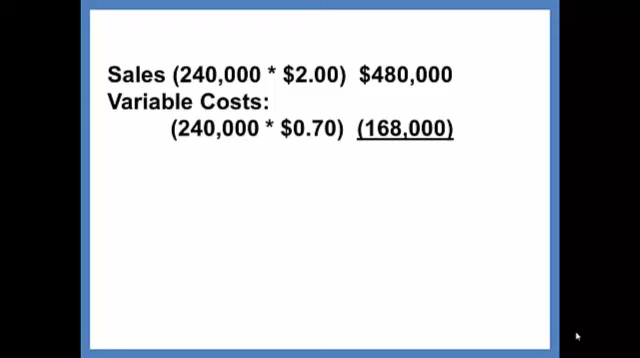 Sales (240,000 * $2.00) $480,000
Variable Costs:
(240,000 * $0.70) (168,000)